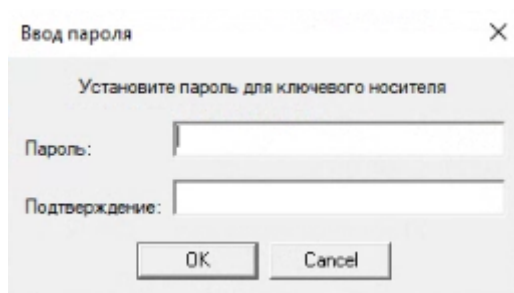 Ввод пароля
Установите пароль для ключевого носителя
Пароль:
Подтверждение:
OK Cancel